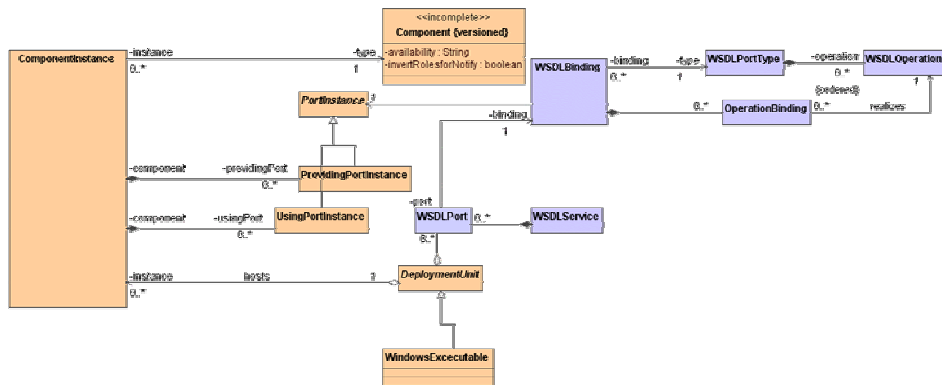 <<incomplete>>
Component {versioned}
-availability : String
-invertRolesforNotify : boolean
ComponentInstance
-instance
0..*
-type
1
PortInstance
1
WSDLBinding
-binding
0..*
-type
1
WSDLPortType
-operation
0..*
{ordered}
WSDLOperation
1
0..*
OperationBinding
0..*
realizes
-binding
1
-component
-providingPort
0..*
ProvidingPortInstance
-component
-usingPort
0..*
UsingPortInstance
-port
WSDLPort
0..*
0..*
WSDLService
-instance
0..*
hosts
1
DeploymentUnit
WindowsExcecutable